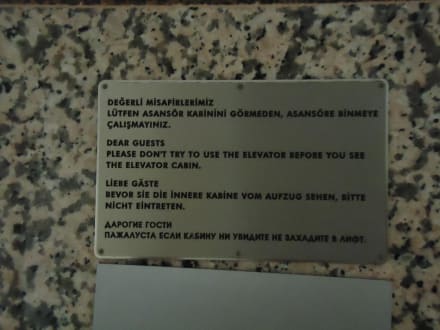 DEĞERLİ MİSAFİRLERİMİZ
LÜTFEN ASANSÖR KABİNİNİ GÖRMEDEN, ASANSÖRE BİNMEYE
ÇALIŞMAYINIZ.
DEAR GUESTS
PLEASE DON'T TRY TO USE THE ELEVATOR BEFORE YOU SEE
THE ELEVATOR CABIN.
LIEBE GÄSTE
BEVOR SIE DIE INNERE KABINE VOM AUFZUG SEHEN, BITTE
NICHT EINTRETEN.
ДАРОГИЕ ГОСТИ
ПАЖАЛУСТА ЕСЛИ КАБИНУ НИ УВИДИТЕ НЕ ЗАХАДИТЕ В ЛИФТ.